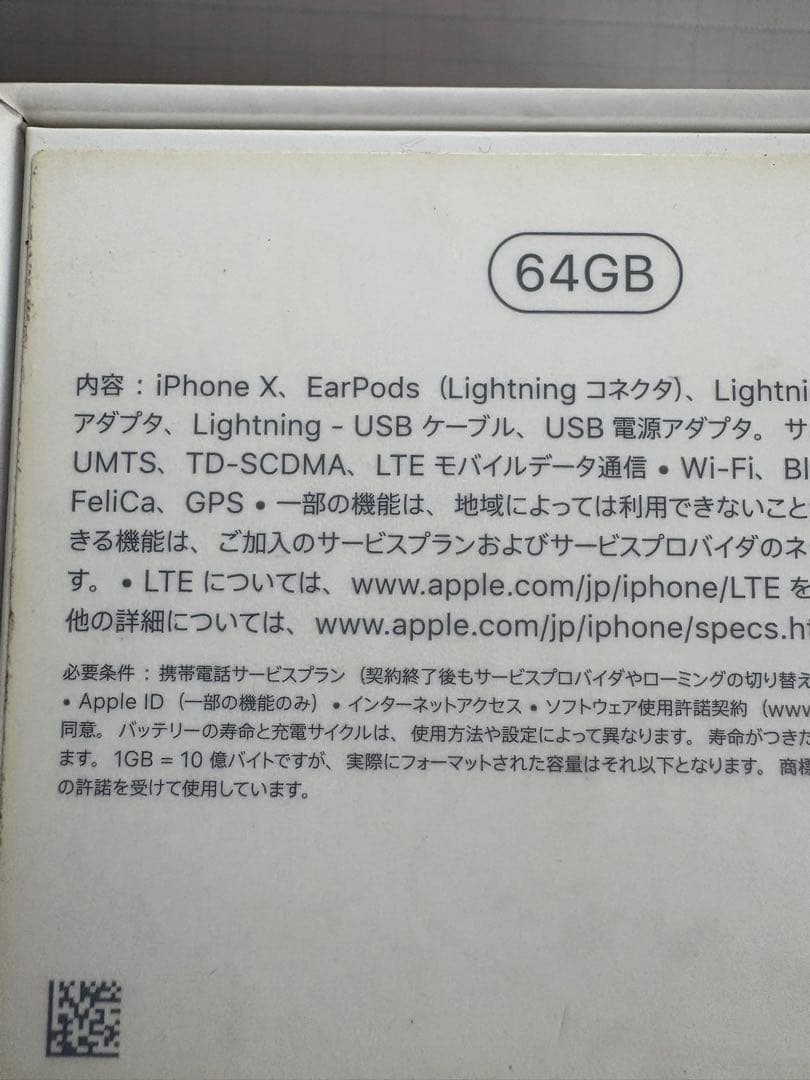 64GB
内容：iPhone X、EarPods（Lightning コネクタ）、Lightni
アダプタ、Lightning - USB ケーブル、USB 電源アダプタ。サ
UMTS、TD-SCDMA、LTE モバイルデータ通信 • Wi-Fi、Bl
FeliCa、GPS • 一部の機能は、地域によっては利用できないこと
きる機能は、ご加入のサービスプランおよびサービスプロバイダのネ
す。• LTE については、www.apple.com/jp/iphone/LTE を
他の詳細については、www.apple.com/jp/iphone/specs.ht
必要条件：携帯電話サービスプラン（契約終了後もサービスプロバイダやローミングの切り替え
• Apple ID（一部の機能のみ）• インターネットアクセス • ソフトウェア使用許諾契約（www
同意。バッテリーの寿命と充電サイクルは、使用方法や設定によって異なります。寿命がつきた
ます。1GB = 10 億バイトですが、実際にフォーマットされた容量はそれ以下となります。商標
の許諾を受けて使用しています。